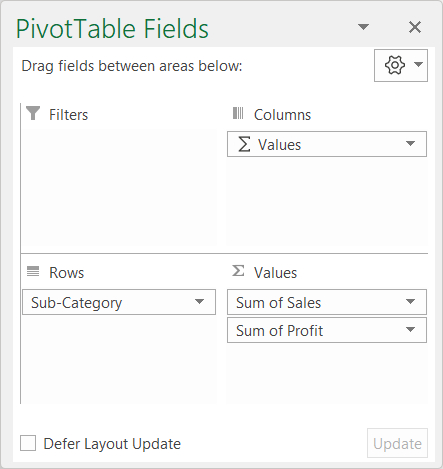 PivotTable Fields
Drag fields between areas below:
Filters
Columns
Σ Values
Rows
Σ Values
Sub-Category
Sum of Sales
Sum of Profit
Defer Layout Update
Update